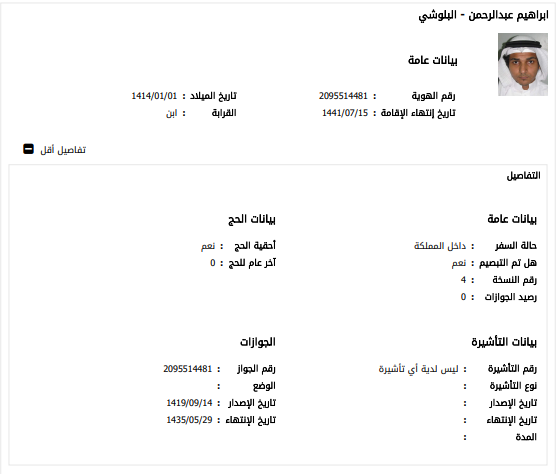 ابراهيم عبدالرحمن - البلوشي
بيانات عامة
رقم الهوية : 2095514481 تاريخ الميلاد : 1414/01/01
تاريخ إنتهاء الإقامة : 1441/07/15 القرابة : ابن
تفاصيل أقل
التفاصيل
بيانات عامة بيانات الحج
حالة السفر : داخل المملكة أحقية الحج : نعم
هل تم التبصيم : نعم آخر عام للحج : 0
رقم النسخة : 4
رصيد الجوازات : 0
بيانات التأشيرة الجوازات
رقم التأشيرة : ليس لدية أي تأشيرة رقم الجواز : 2095514481
نوع التأشيرة : الوضع :
تاريخ الإصدار : تاريخ الإصدار : 1419/09/14
تاريخ الإنتهاء : تاريخ الإنتهاء : 1435/05/29
المدة :